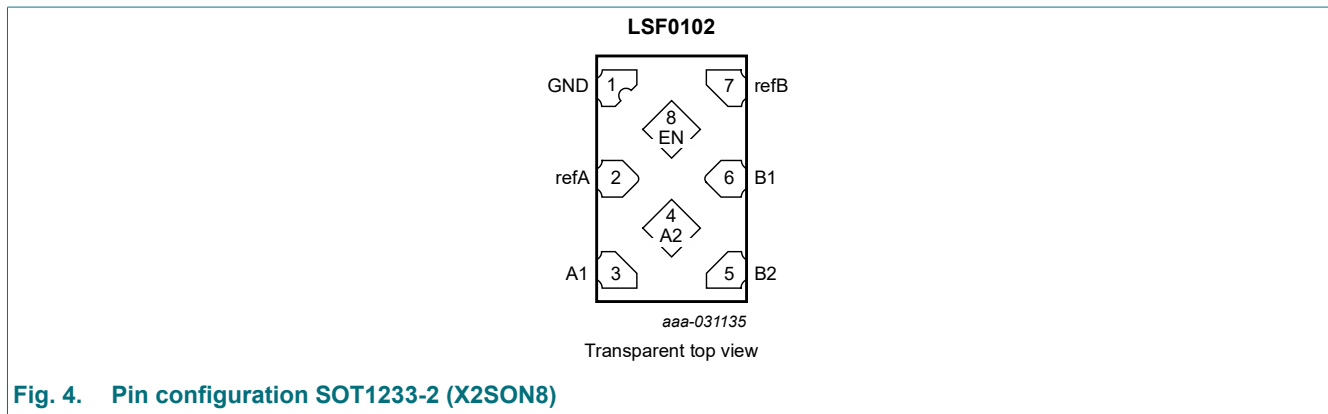 LSF0102
GND 1 7 refB
8
EN
refA 2 6 B1
4
A2
A1 3 5 B2
aaa-031135
Transparent top view
Fig. 4. Pin configuration SOT1233-2 (X2SON8)